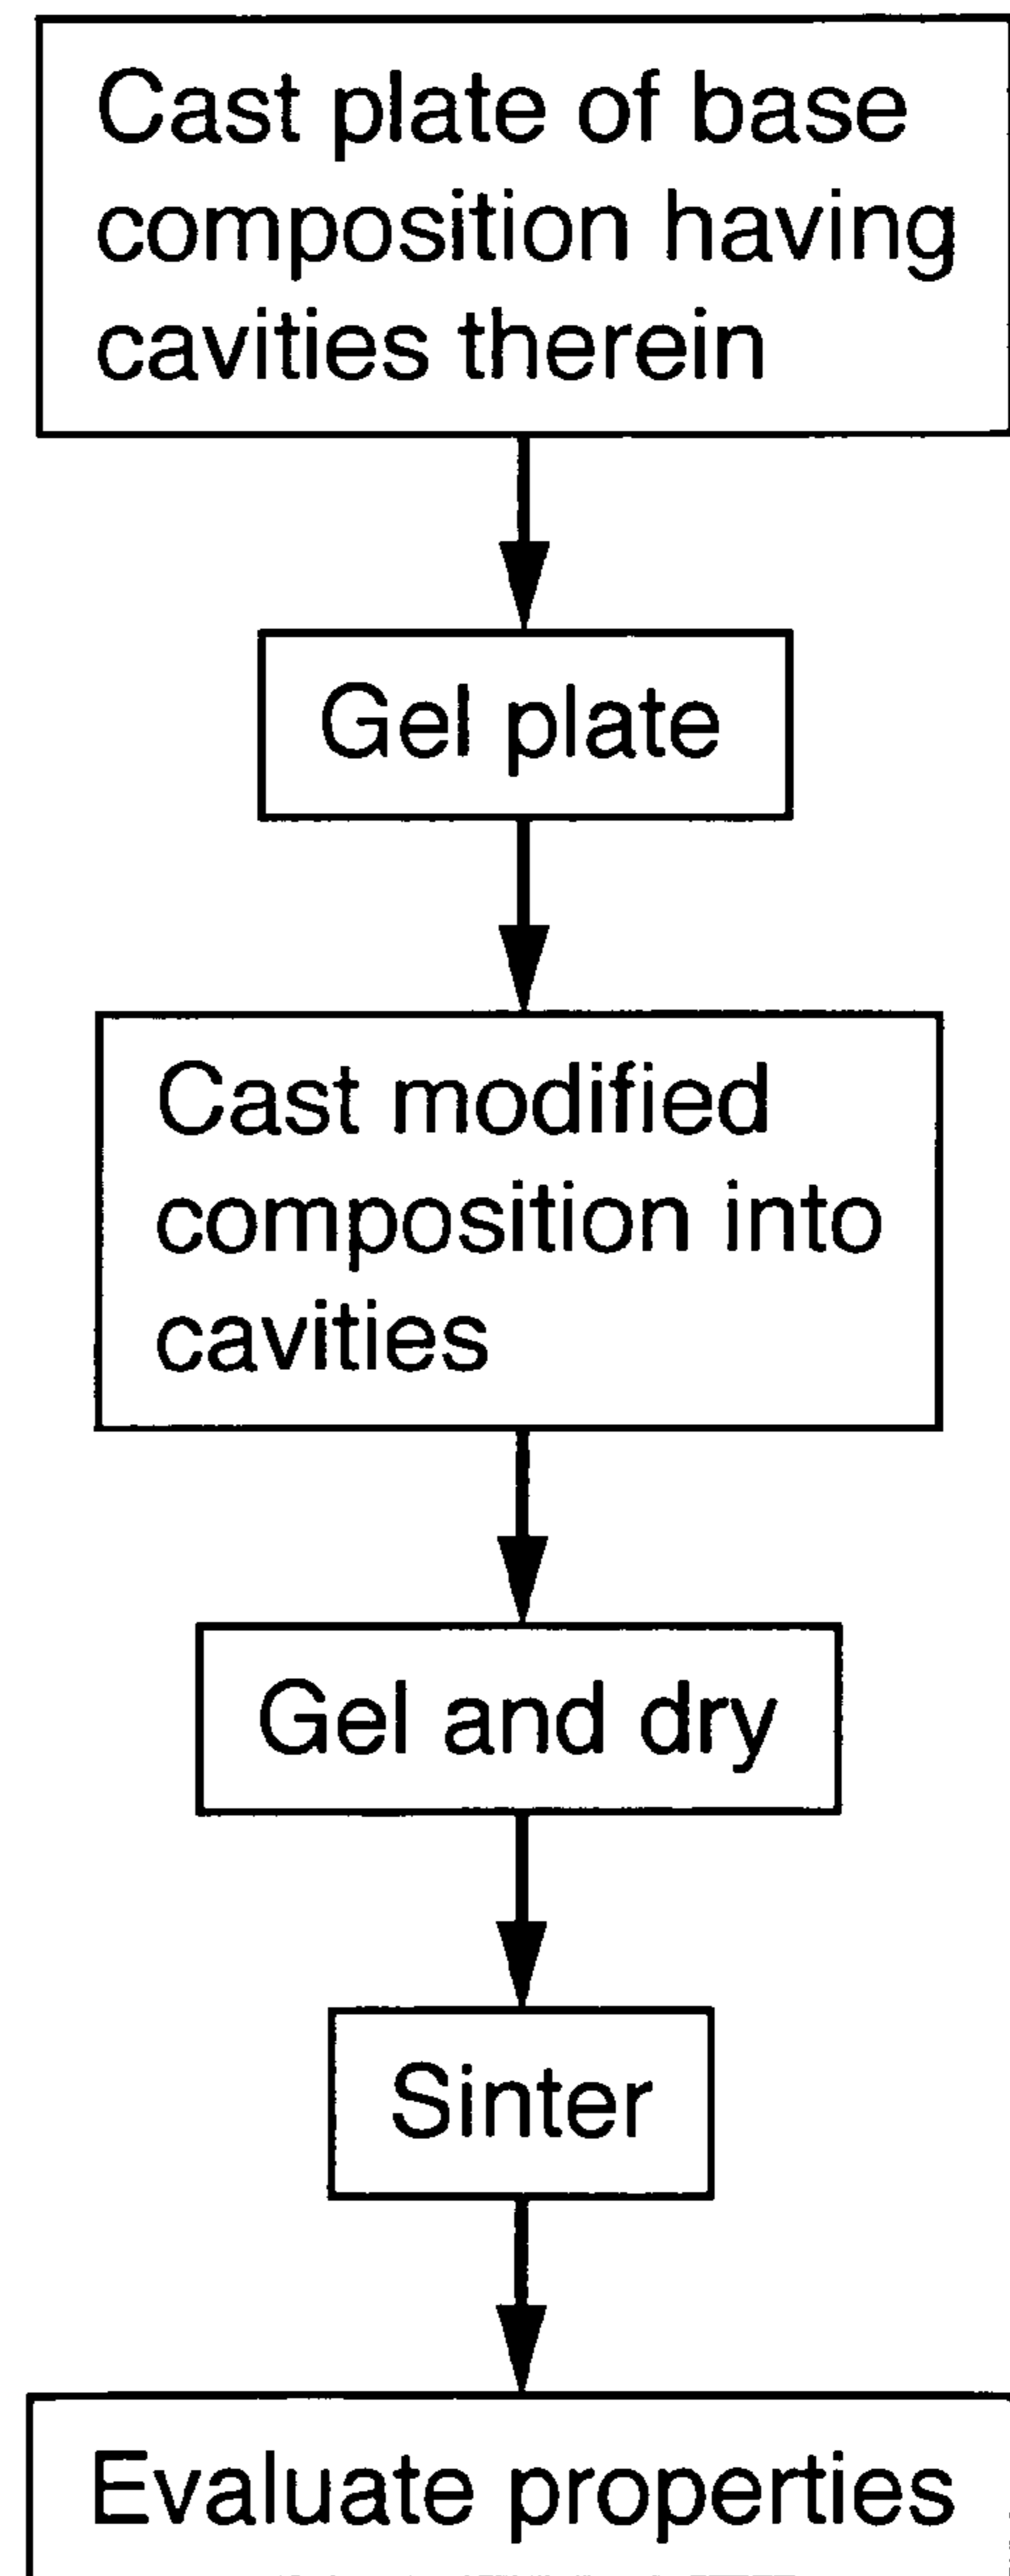 Cast plate of base
composition having
cavities therein
Gel plate
Cast modified
composition into
cavities
Gel and dry
Sinter
Evaluate properties